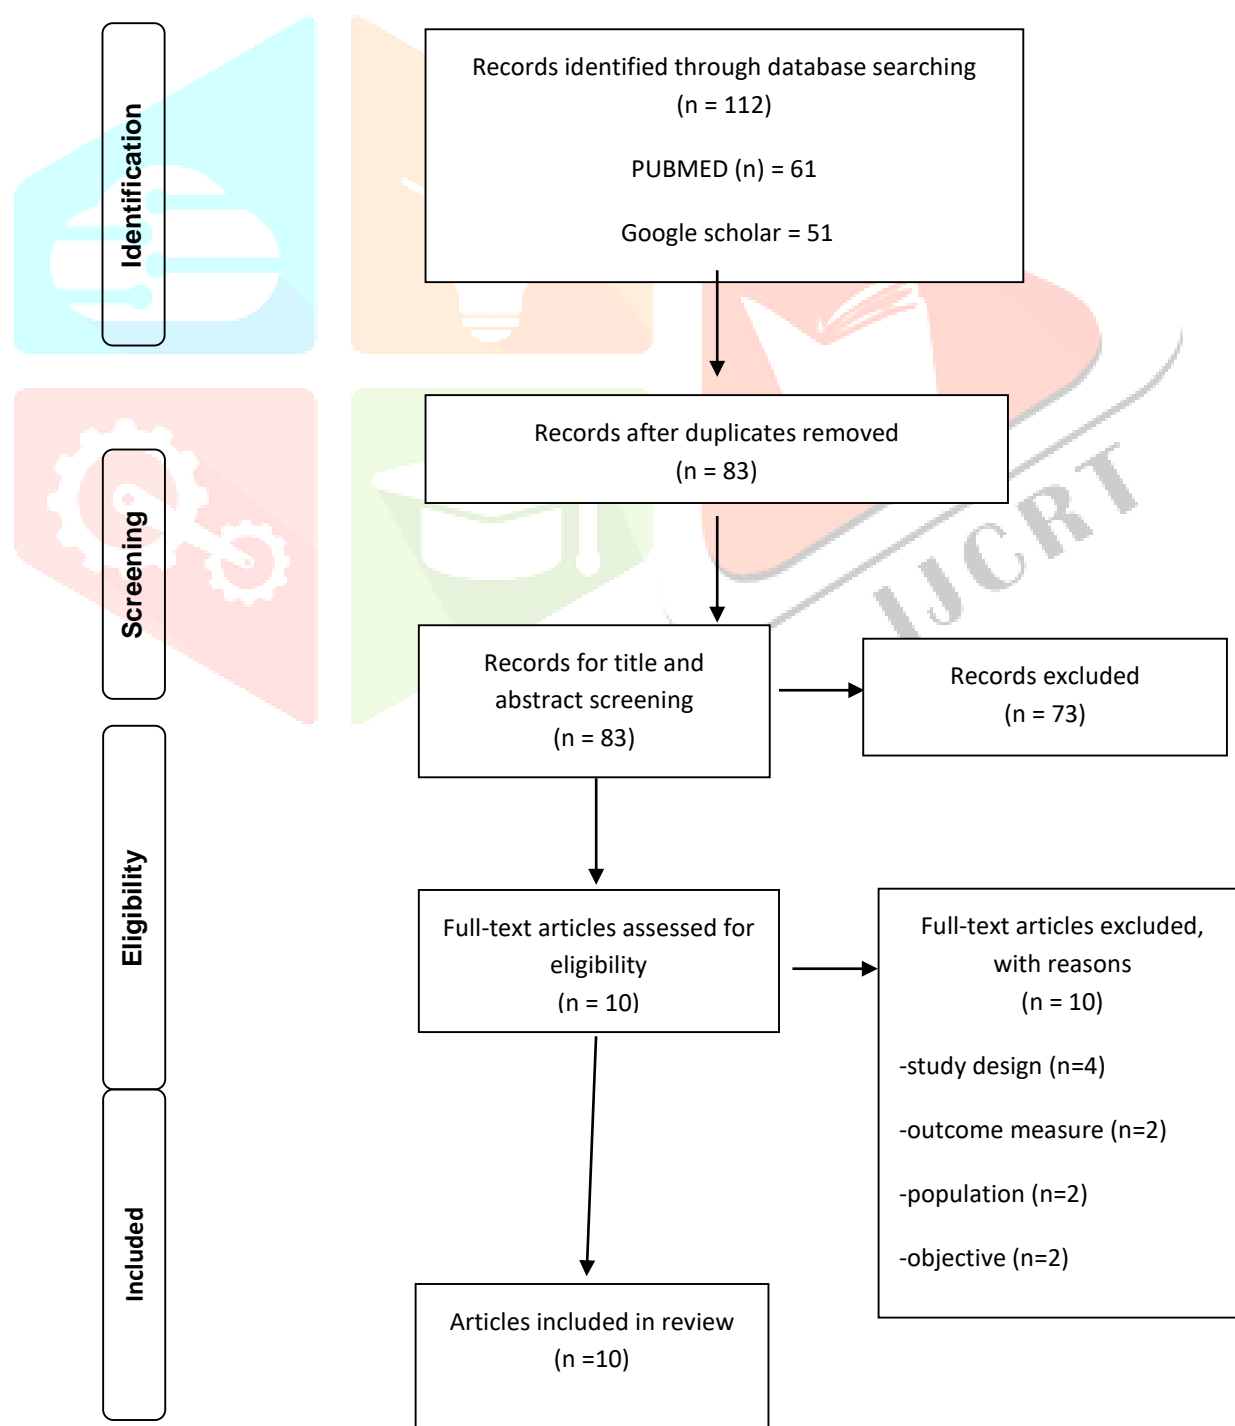 Identification
Records identified through database searching
(n = 112)
PUBMED (n) = 61
Google scholar = 51
Records after duplicates removed
(n = 83)
Screening
IJCRT
Records for title and
abstract screening
(n = 83)
Records excluded
(n = 73)
Eligibility
Full-text articles assessed for
eligibility
(n = 10)
Full-text articles excluded,
with reasons
(n = 10)
-study design (n=4)
-outcome measure (n=2)
-population (n=2)
-objective (n=2)
Included
Articles included in review
(n =10)